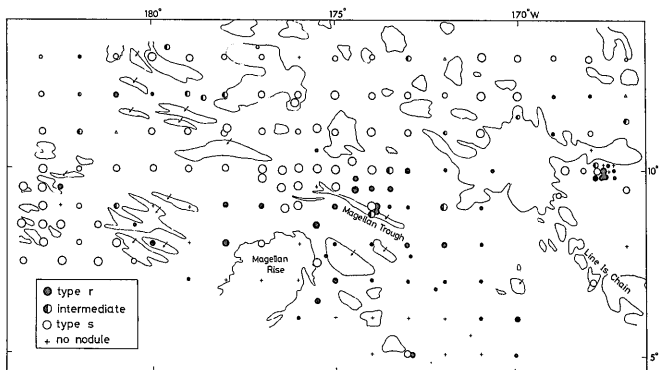 180° 175° 170°W
10°
Magellan Trough
Magellan Rise
Line Is Chain
type r
intermediate
type s
no nodule
5°